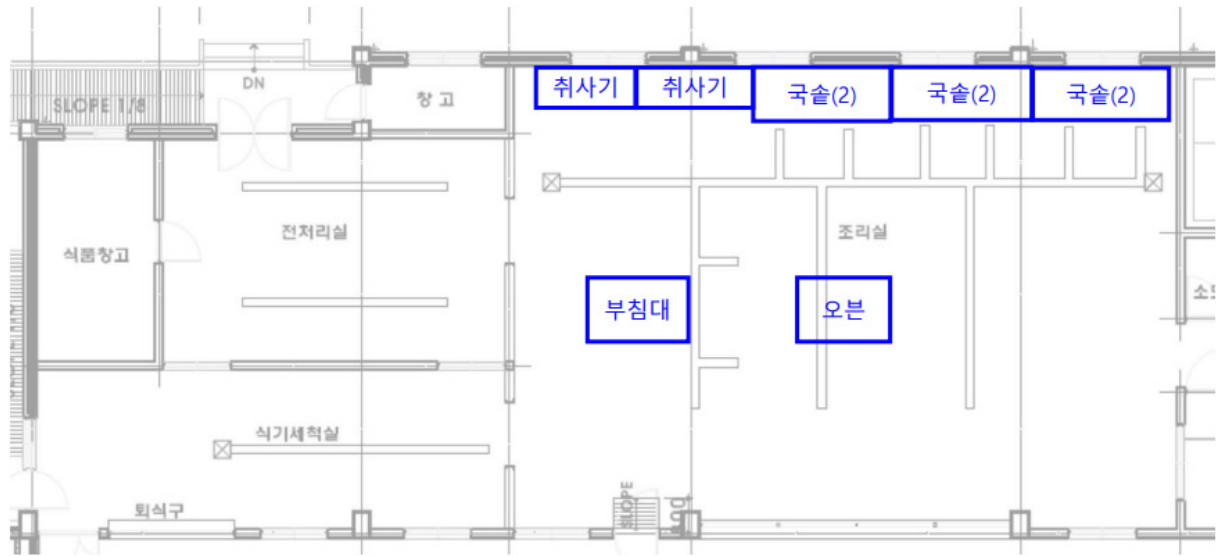 DN
SLOPE 1/8
창 고
취사기
취사기
국솥(2)
국솥(2)
국솥(2)
식품창고
전처리실
조리실
부침대
오븐
식기세척실
퇴식구
SLOPE